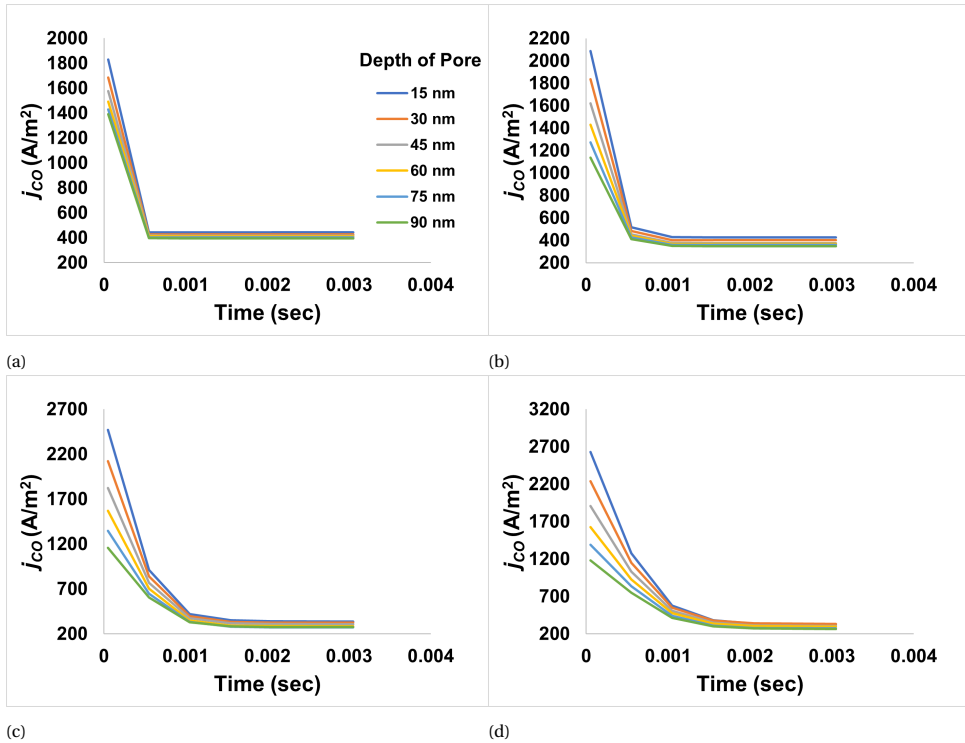 2000
1800
1600
1400
1200
1000
800
600
400
200
0 0.001 0.002 0.003 0.004
j_CO (A/m²)
Time (sec)
Depth of Pore
15 nm
30 nm
45 nm
60 nm
75 nm
90 nm
(a)
2200
2000
1800
1600
1400
1200
1000
800
600
400
200
0 0.001 0.002 0.003 0.004
j_CO (A/m²)
Time (sec)
(b)
2700
2200
1700
1200
700
200
0 0.001 0.002 0.003 0.004
j_CO (A/m²)
Time (sec)
(c)
3200
2700
2200
1700
1200
700
200
0 0.001 0.002 0.003 0.004
j_CO (A/m²)
Time (sec)
(d)